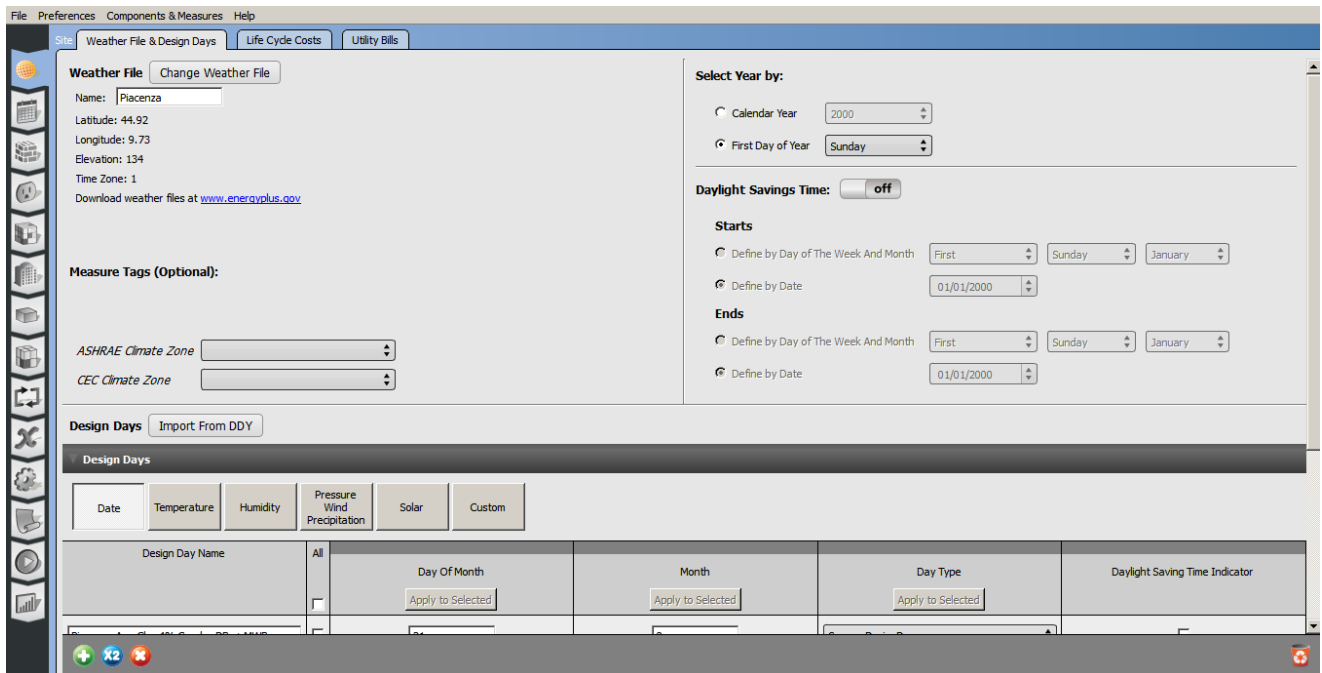 File Preferences Components & Measures Help
Site Weather File & Design Days Life Cycle Costs Utility Bills
Weather File Change Weather File
Name: Piacenza
Latitude: 44.92
Longitude: 9.73
Elevation: 134
Time Zone: 1
Download weather files at www.energyplus.gov
Measure Tags (Optional):
ASHRAE Climate Zone
CEC Climate Zone
Select Year by:
Calendar Year 2000
First Day of Year Sunday
Daylight Savings Time: off
Starts
Define by Day of The Week And Month First Sunday January
Define by Date 01/01/2000
Ends
Define by Day of The Week And Month First Sunday January
Define by Date 01/01/2000
Design Days Import From DDY
Design Days
Date Temperature Humidity Pressure Wind Precipitation Solar Custom
Design Day Name All Day Of Month Month Day Type Daylight Saving Time Indicator
Apply to Selected Apply to Selected Apply to Selected
X2